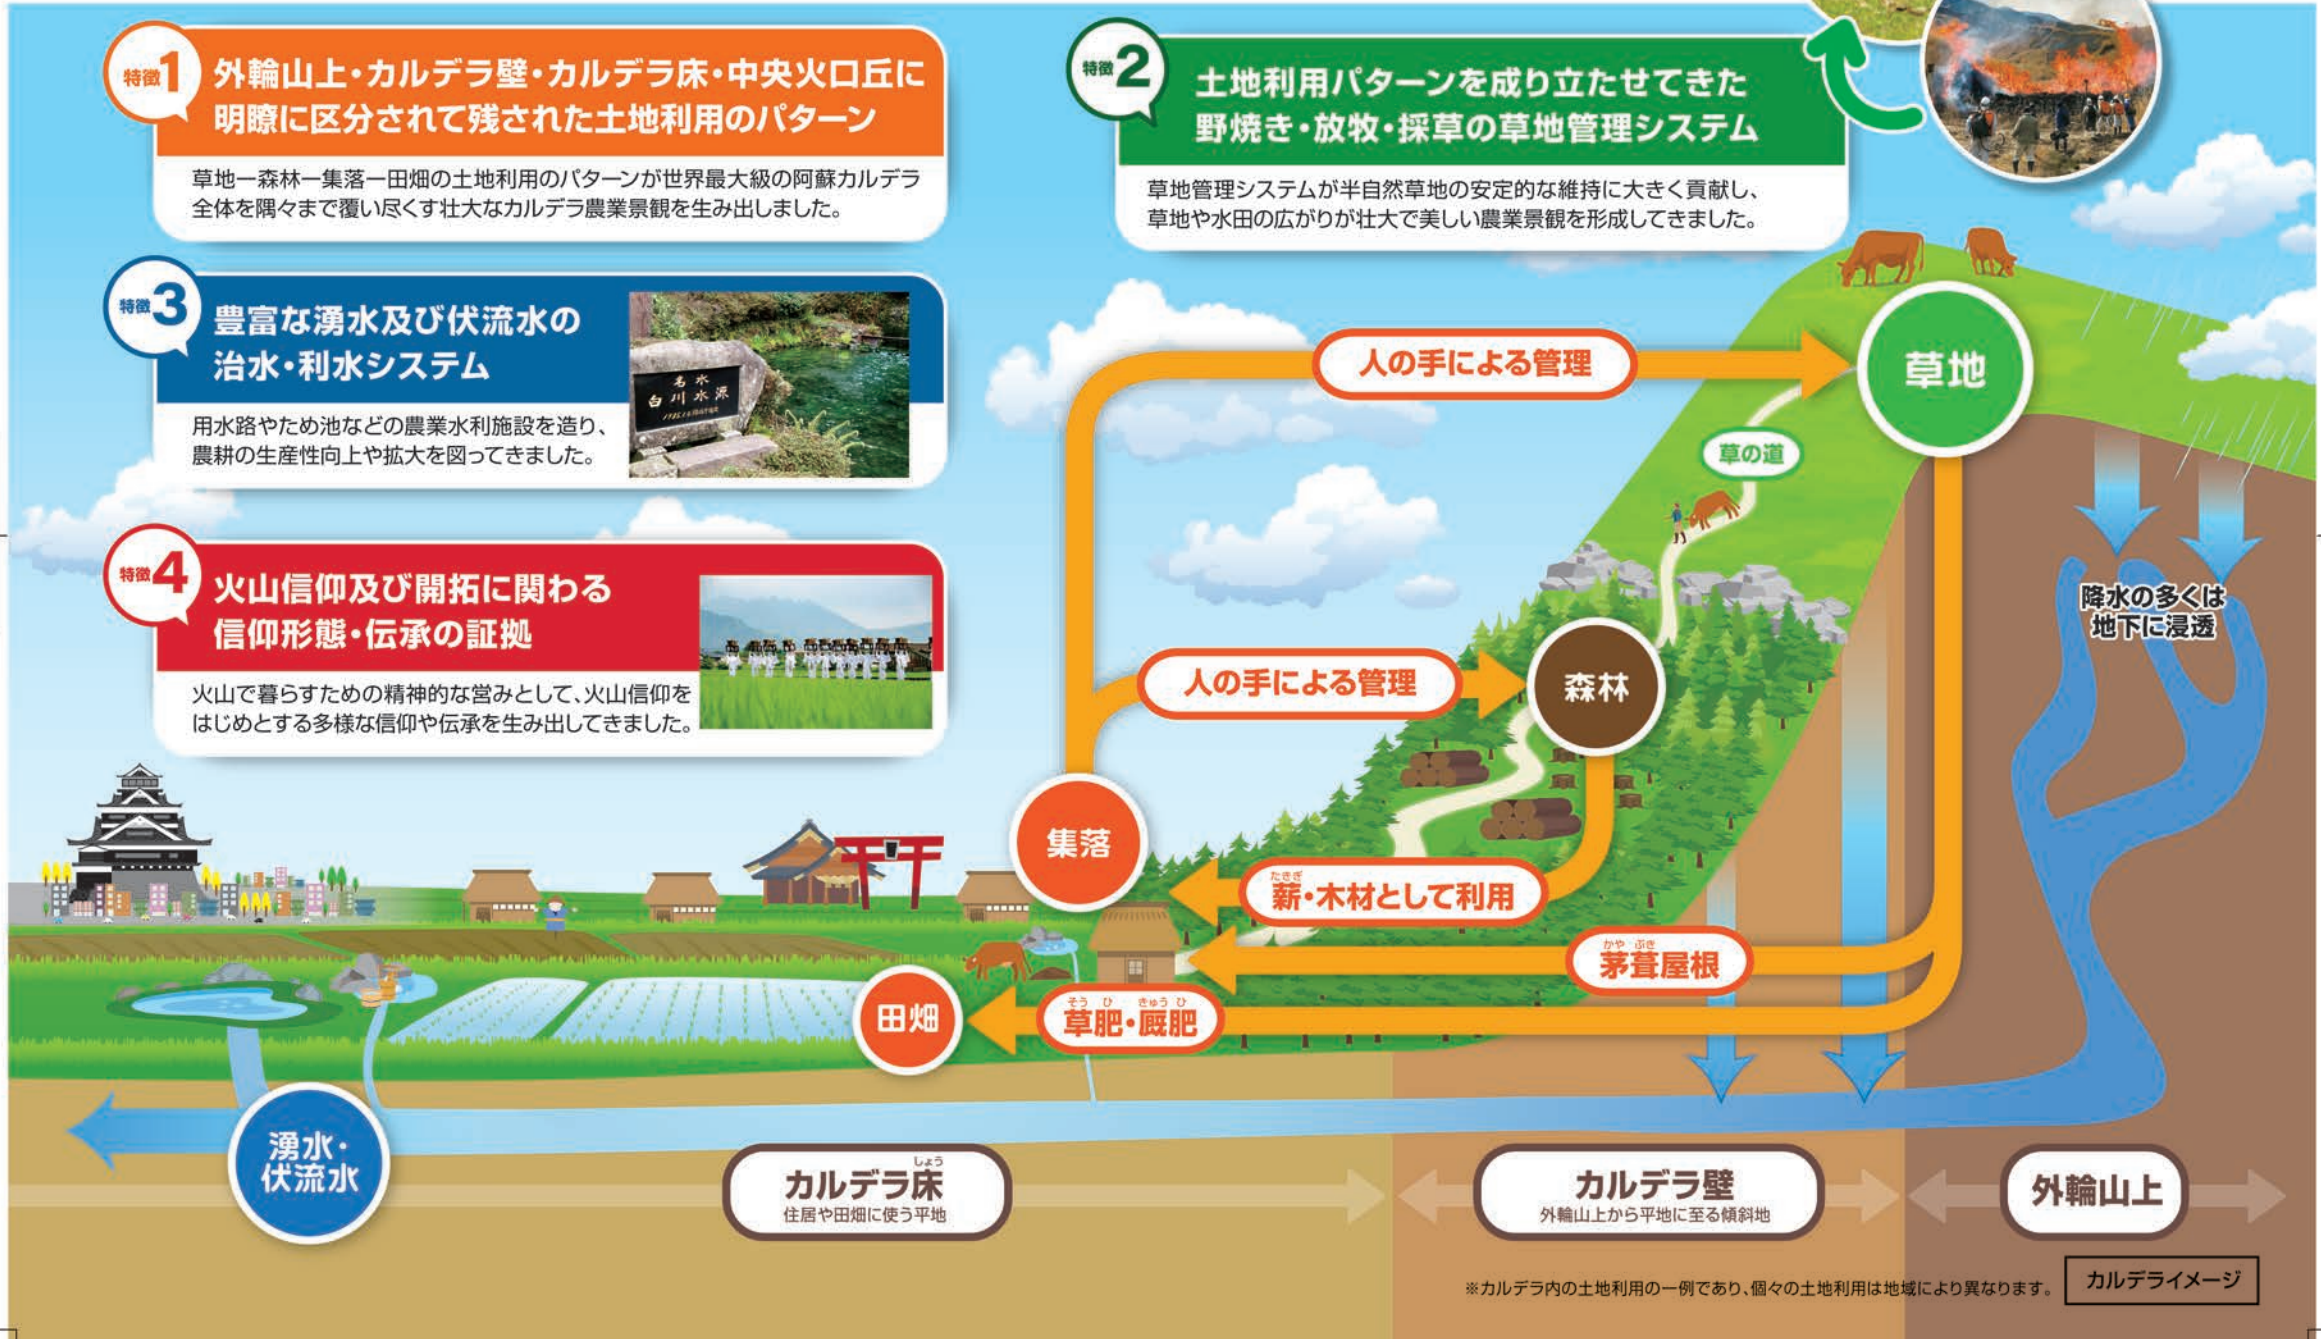 特徴1
外輪山上・カルデラ壁・カルデラ床・中央火口丘に
明瞭に区分されて残された土地利用のパターン
草地ー森林ー集落ー田畑の土地利用のパターンが世界最大級の阿蘇カルデラ
全体を隅々まで覆い尽くす壮大なカルデラ農業景観を生み出しました。
特徴2
土地利用パターンを成り立たせてきた
野焼き・放牧・採草の草地管理システム
草地管理システムが半自然草地の安定的な維持に大きく貢献し、
草地や水田の広がりが壮大で美しい農業景観を形成してきました。
特徴3
豊富な湧水及び伏流水の
治水・利水システム
用水路やため池などの農業水利施設を造り、
農耕の生産性向上や拡大を図ってきました。
名水
白川水源
特徴4
火山信仰及び開拓に関わる
信仰形態・伝承の証拠
火山で暮らすための精神的な営みとして、火山信仰を
はじめとする多様な信仰や伝承を生み出してきました。
人の手による管理
草地
草の道
降水の多くは
地下に浸透
人の手による管理
森林
集落
たきぎ
薪・木材として利用
かや ぶき
茅葺屋根
田畑
そう ひ きゅう ひ
草肥・厩肥
湧水・
伏流水
しょう
カルデラ床
住居や田畑に使う平地
カルデラ壁
外輪山上から平地に至る傾斜地
外輪山上
※カルデラ内の土地利用の一例であり、個々の土地利用は地域により異なります。
カルデライメージ